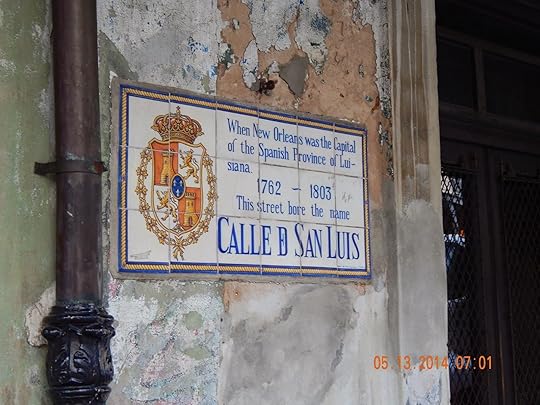 When New Orleans was the Capital
of the Spanish Province of Lui-
siana.
1762 - 1803
This street bore the name
CALLE D SAN LUIS
05.13.2014 07:01